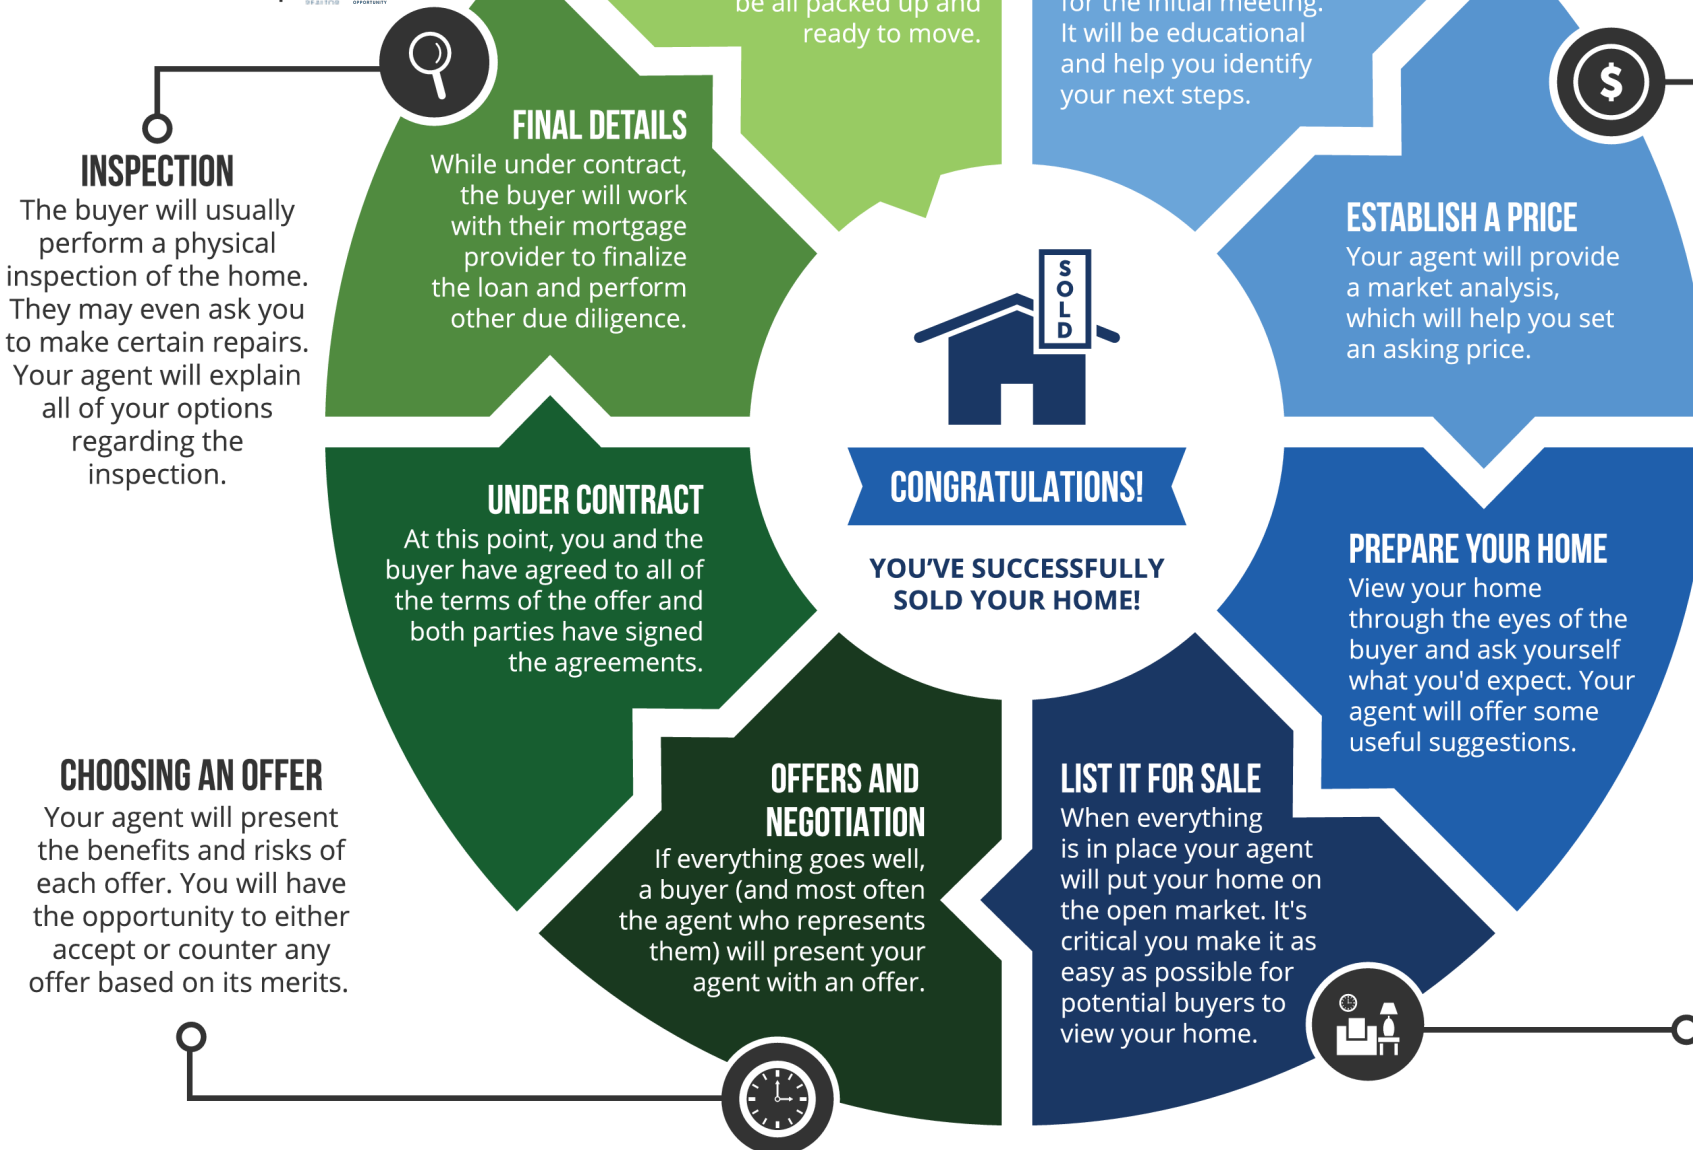 REALTOR
OPPORTUNITY
be all packed up and
ready to move.
for the initial meeting.
It will be educational
and help you identify
your next steps.
ESTABLISH A PRICE
Your agent will provide
a market analysis,
which will help you set
an asking price.
PREPARE YOUR HOME
View your home
through the eyes of the
buyer and ask yourself
what you'd expect. Your
agent will offer some
useful suggestions.
LIST IT FOR SALE
When everything
is in place your agent
will put your home on
the open market. It's
critical you make it as
easy as possible for
potential buyers to
view your home.
OFFERS AND
NEGOTIATION
If everything goes well,
a buyer (and most often
the agent who represents
them) will present your
agent with an offer.
CHOOSING AN OFFER
Your agent will present
the benefits and risks of
each offer. You will have
the opportunity to either
accept or counter any
offer based on its merits.
UNDER CONTRACT
At this point, you and the
buyer have agreed to all of
the terms of the offer and
both parties have signed
the agreements.
FINAL DETAILS
While under contract,
the buyer will work
with their mortgage
provider to finalize
the loan and perform
other due diligence.
INSPECTION
The buyer will usually
perform a physical
inspection of the home.
They may even ask you
to make certain repairs.
Your agent will explain
all of your options
regarding the
inspection.
$
SOLD
CONGRATULATIONS!
YOU'VE SUCCESSFULLY
SOLD YOUR HOME!